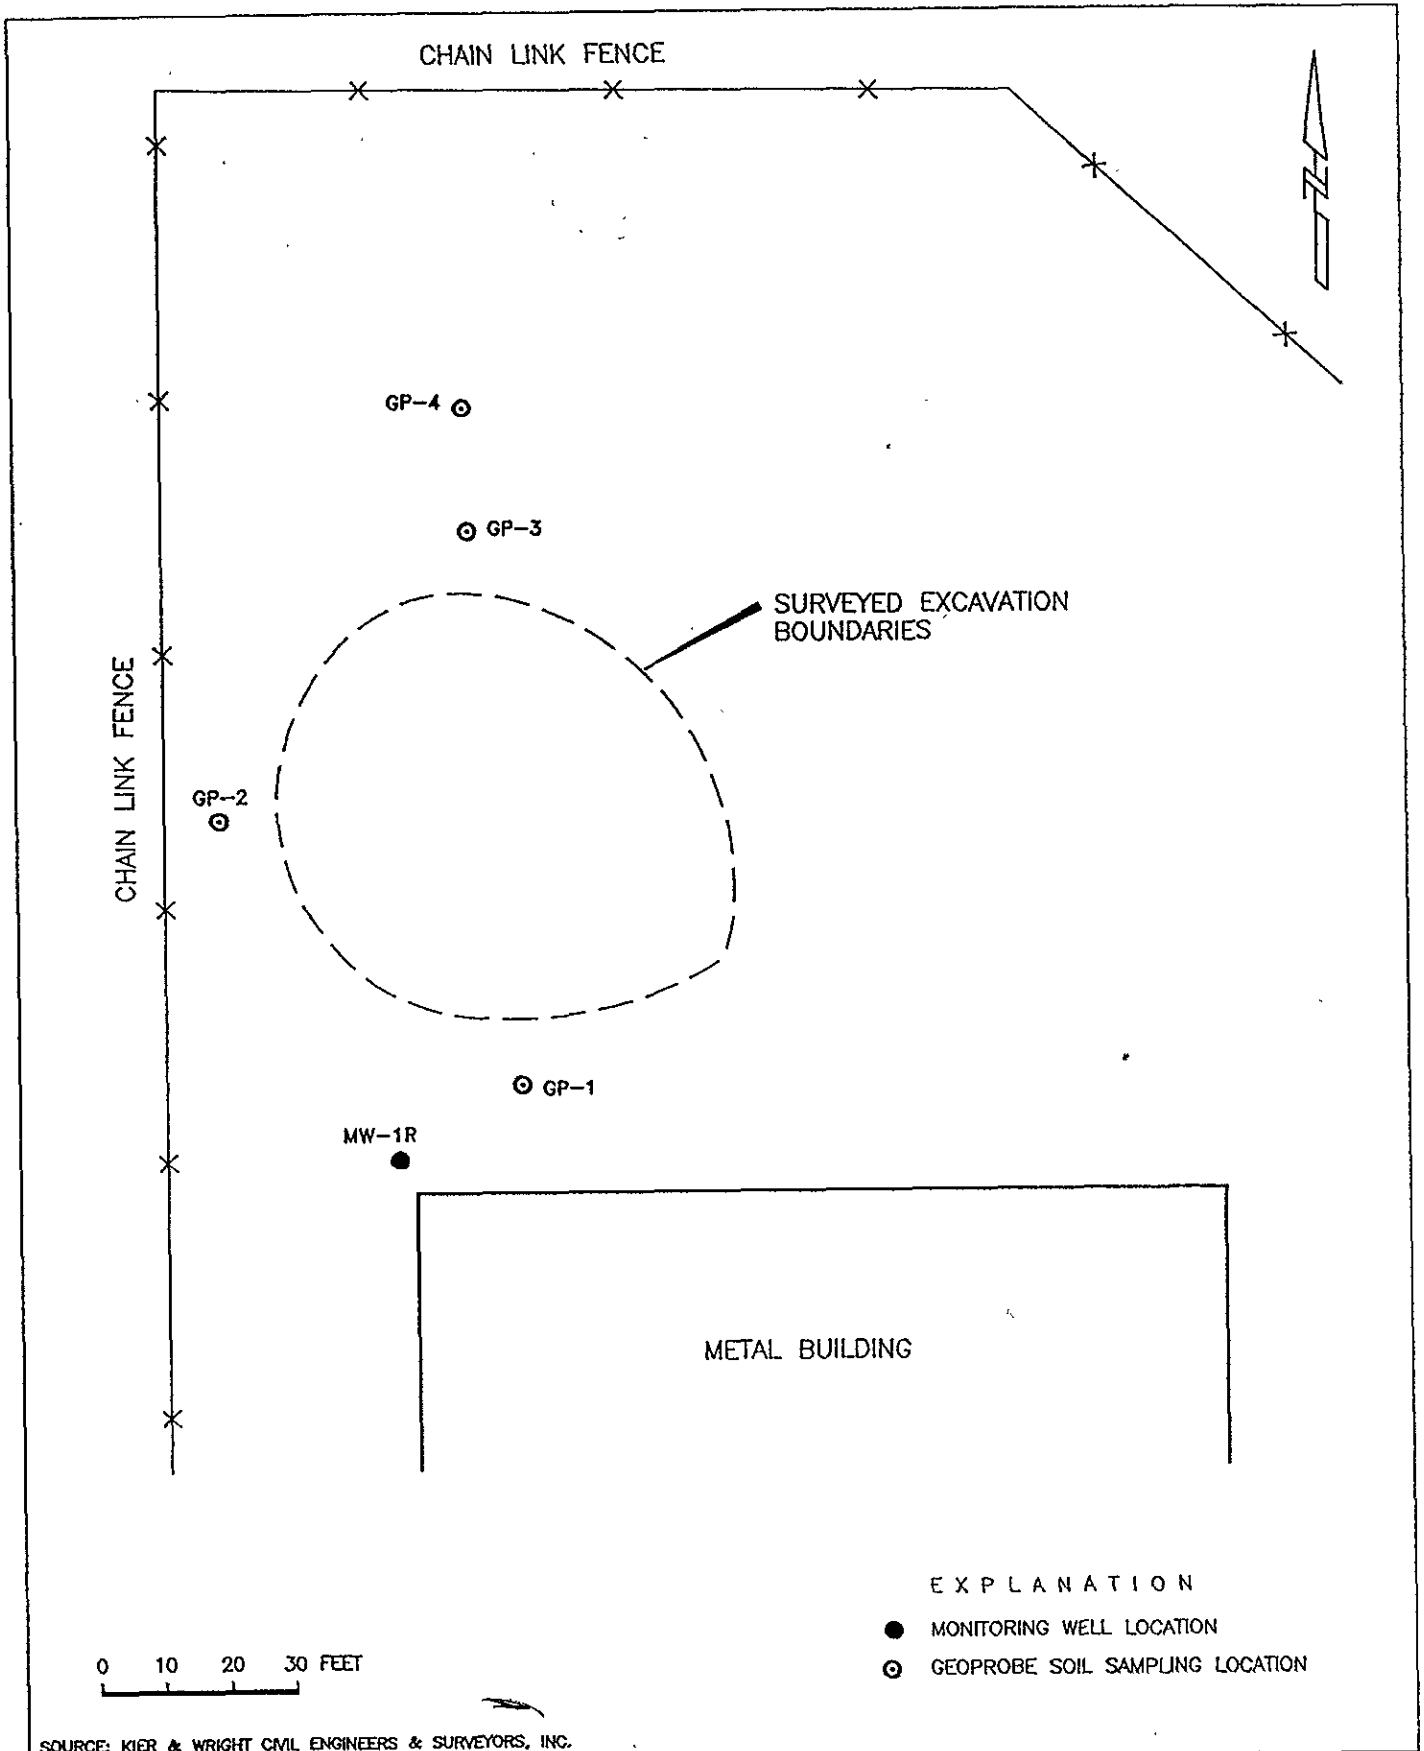 CHAIN LINK FENCE
N
GP-4
GP-3
SURVEYED EXCAVATION
BOUNDARIES
CHAIN LINK FENCE
GP-2
GP-1
MW-1R
METAL BUILDING
EXPLANATION
MONITORING WELL LOCATION
GEOPROBE SOIL SAMPLING LOCATION
0 10 20 30 FEET
SOURCE: KIER & WRIGHT CIVIL ENGINEERS & SURVEYORS, INC.